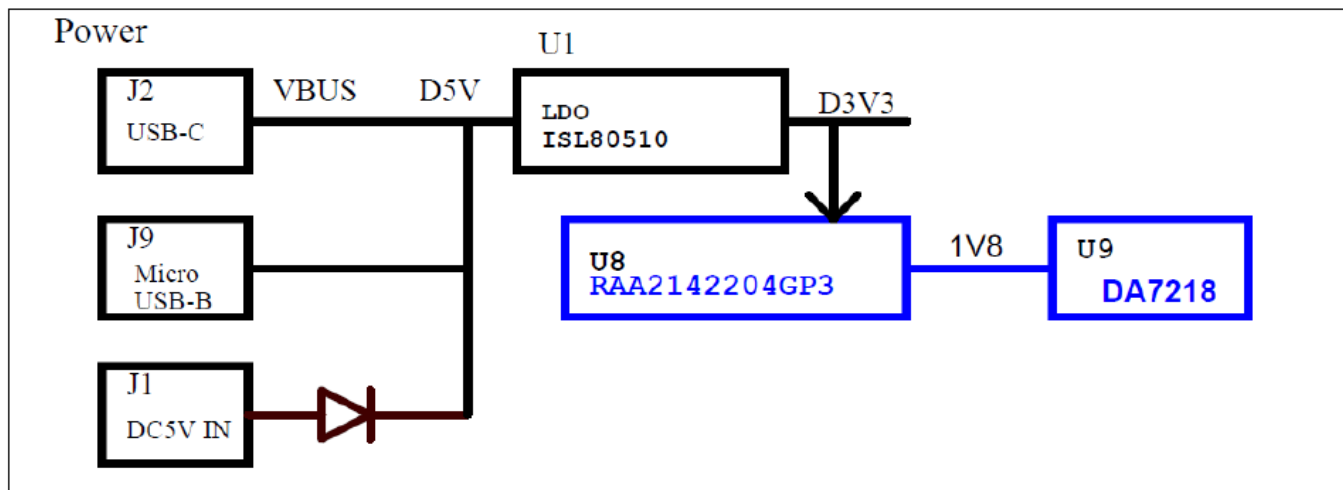 Power
J2
USB-C
VBUS
D5V
U1
LDO
ISL80510
D3V3
J9
Micro
USB-B
U8
RAA2142204GP3
1V8
U9
DA7218
J1
DC5V IN